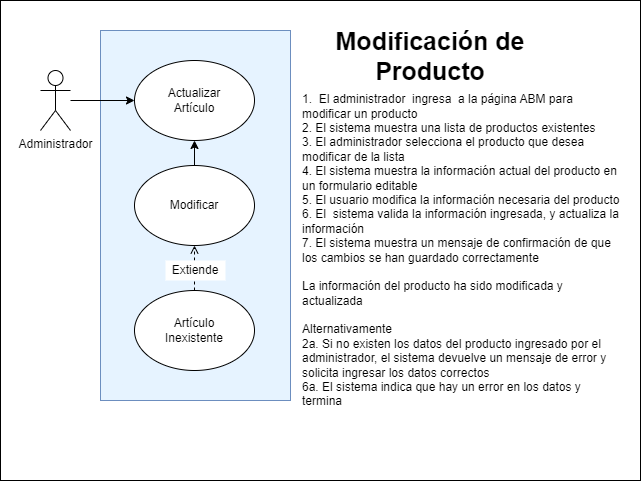 Modificación de
Producto
Actualizar
Artículo
Administrador
Modificar
Extiende
Artículo
Inexistente
1.  El administrador  ingresa  a la página ABM para
modificar un producto
2. El sistema muestra una lista de productos existentes
3. El administrador selecciona el producto que desea
modificar de la lista
4. El sistema muestra la información actual del producto en
un formulario editable
5. El usuario modifica la información necesaria del producto
6. El  sistema valida la información ingresada, y actualiza la
información
7. El sistema muestra un mensaje de confirmación de que
los cambios se han guardado correctamente
La información del producto ha sido modificada y
actualizada
Alternativamente
2a. Si no existen los datos del producto ingresado por el
administrador, el sistema devuelve un mensaje de error y
solicita ingresar los datos correctos
6a. El sistema indica que hay un error en los datos y
termina